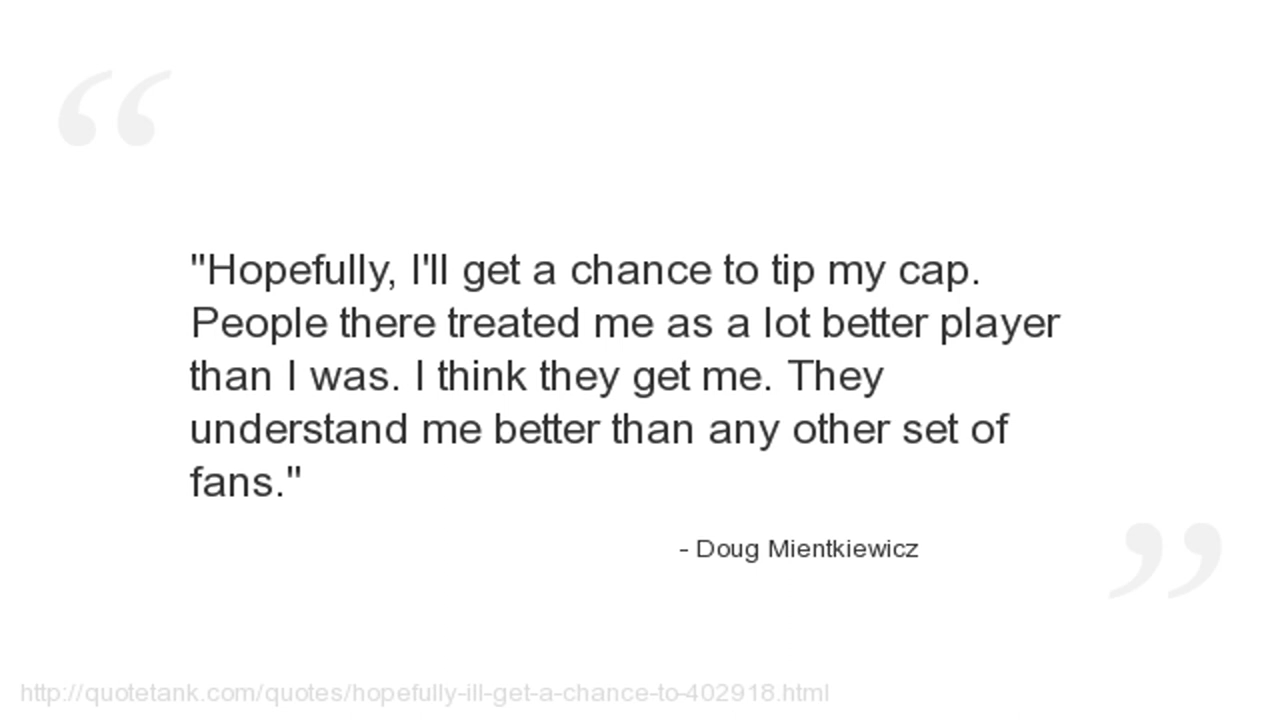 "Hopefully, I'll get a chance to tip my cap.
People there treated me as a lot better player
than I was. I think they get me. They
understand me better than any other set of
fans."
- Doug Mientkiewicz
http://quotetank.com/quotes/hopefully-ill-get-a-chance-to-402918.html